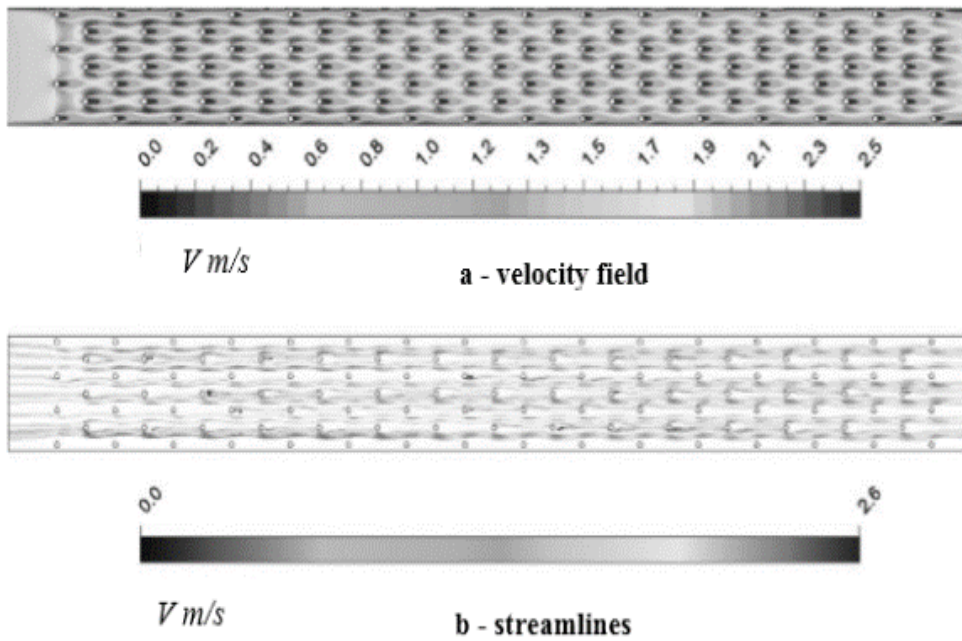 0.0 0.2 0.4 0.6 0.8 1.0 1.2 1.3 1.5 1.7 1.9 2.1 2.3 2.5
V m/s
a - velocity field
0.0 2.6
V m/s
b - streamlines